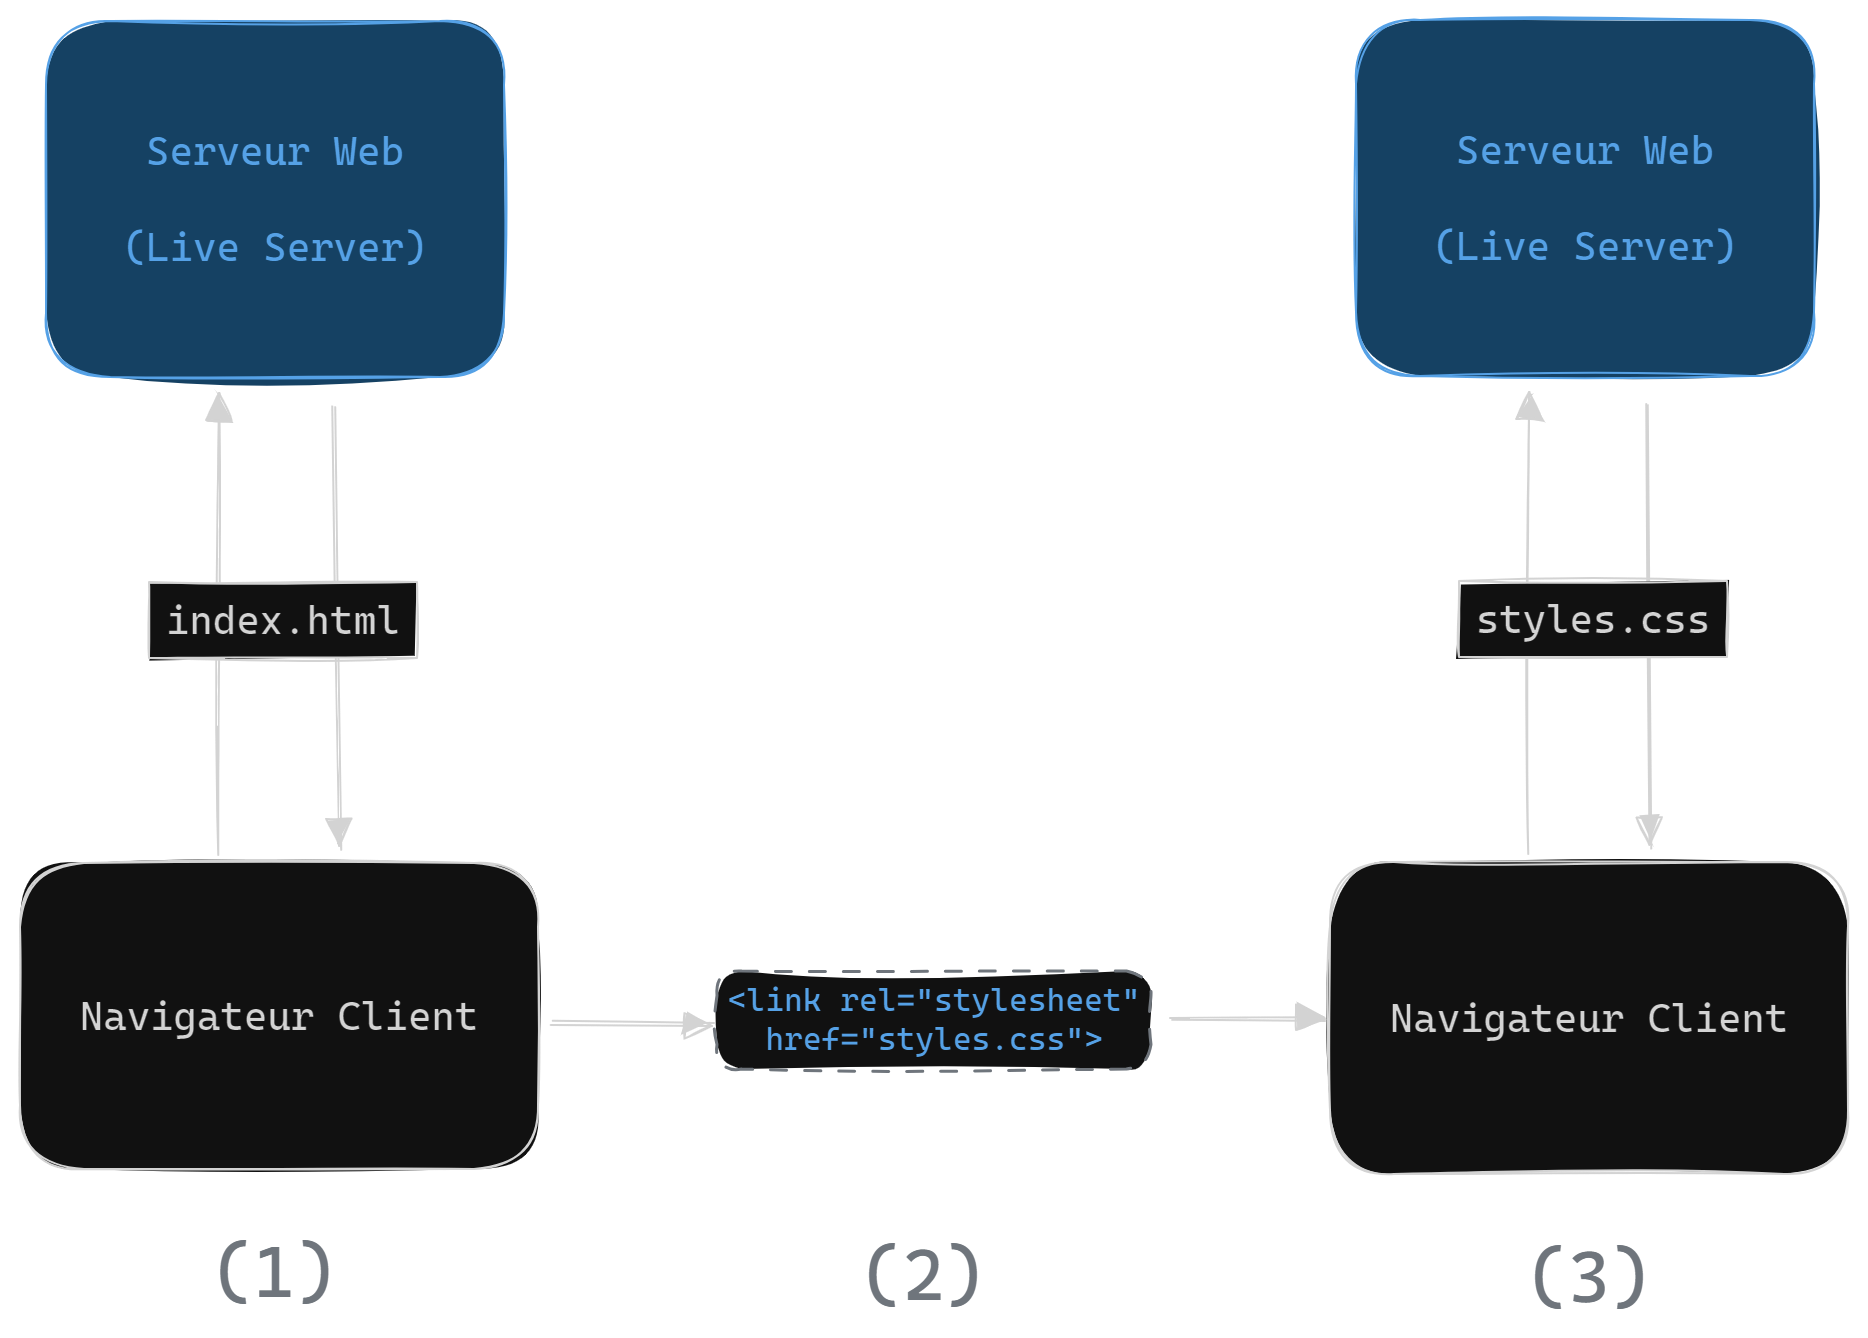 Serveur Web
(Live Server)
index.html
Navigateur Client
(1)
<link rel="stylesheet"
href="styles.css">
(2)
Serveur Web
(Live Server)
styles.css
Navigateur Client
(3)